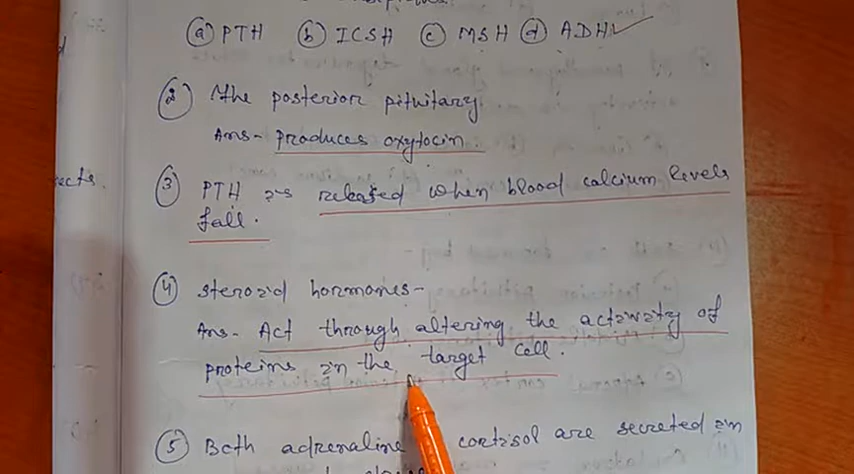 (a) PTH (b) ICSH (c) MSH (d) ADH
(2) The posterior pituitary
Ans- produces oxytocin.
(3) PTH is released when blood calcium levels
fall.
ects.
(4) Steroid hormones-
Ans- Act through altering the activity of
proteins in the target cell.
(5) Both adrenaline cortisol are secreted in